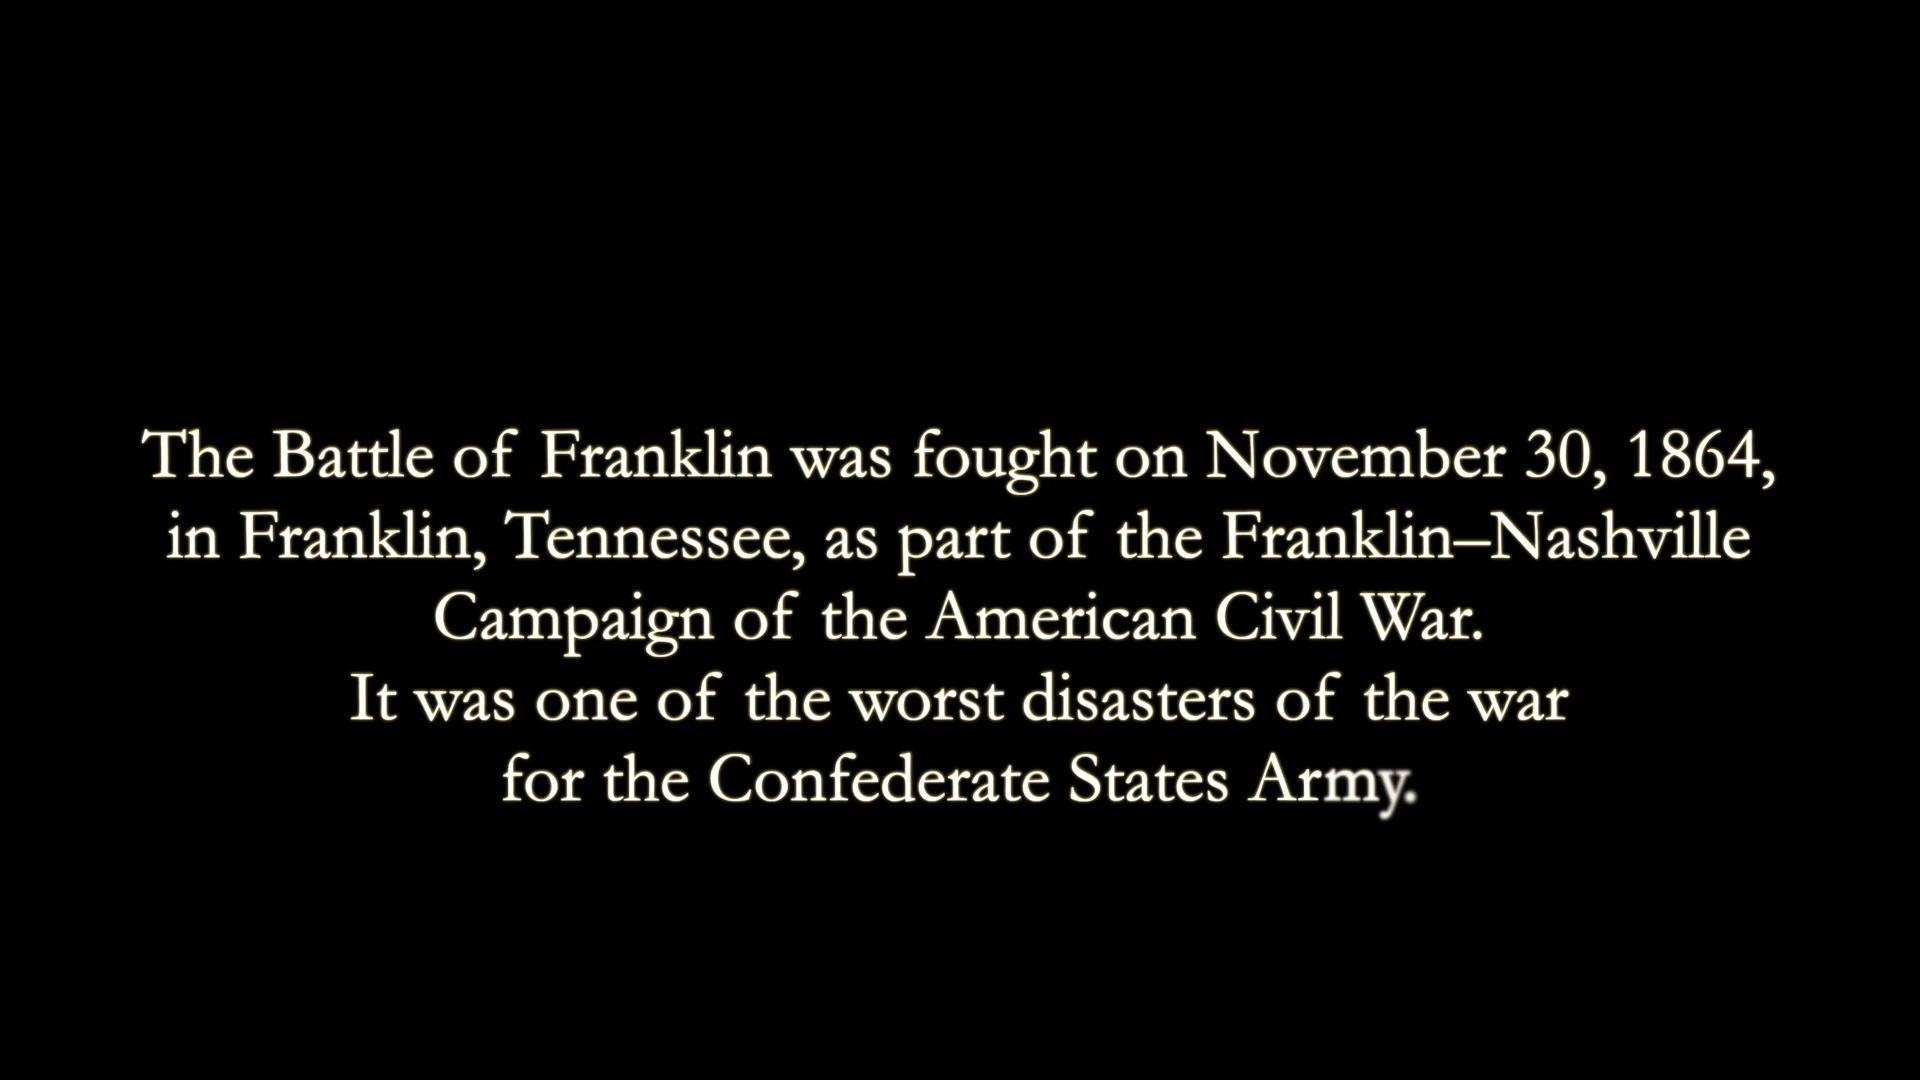 The Battle of Franklin was fought on November 30, 1864,
in Franklin, Tennessee, as part of the Franklin–Nashville
Campaign of the American Civil War.
It was one of the worst disasters of the war
for the Confederate States Army.